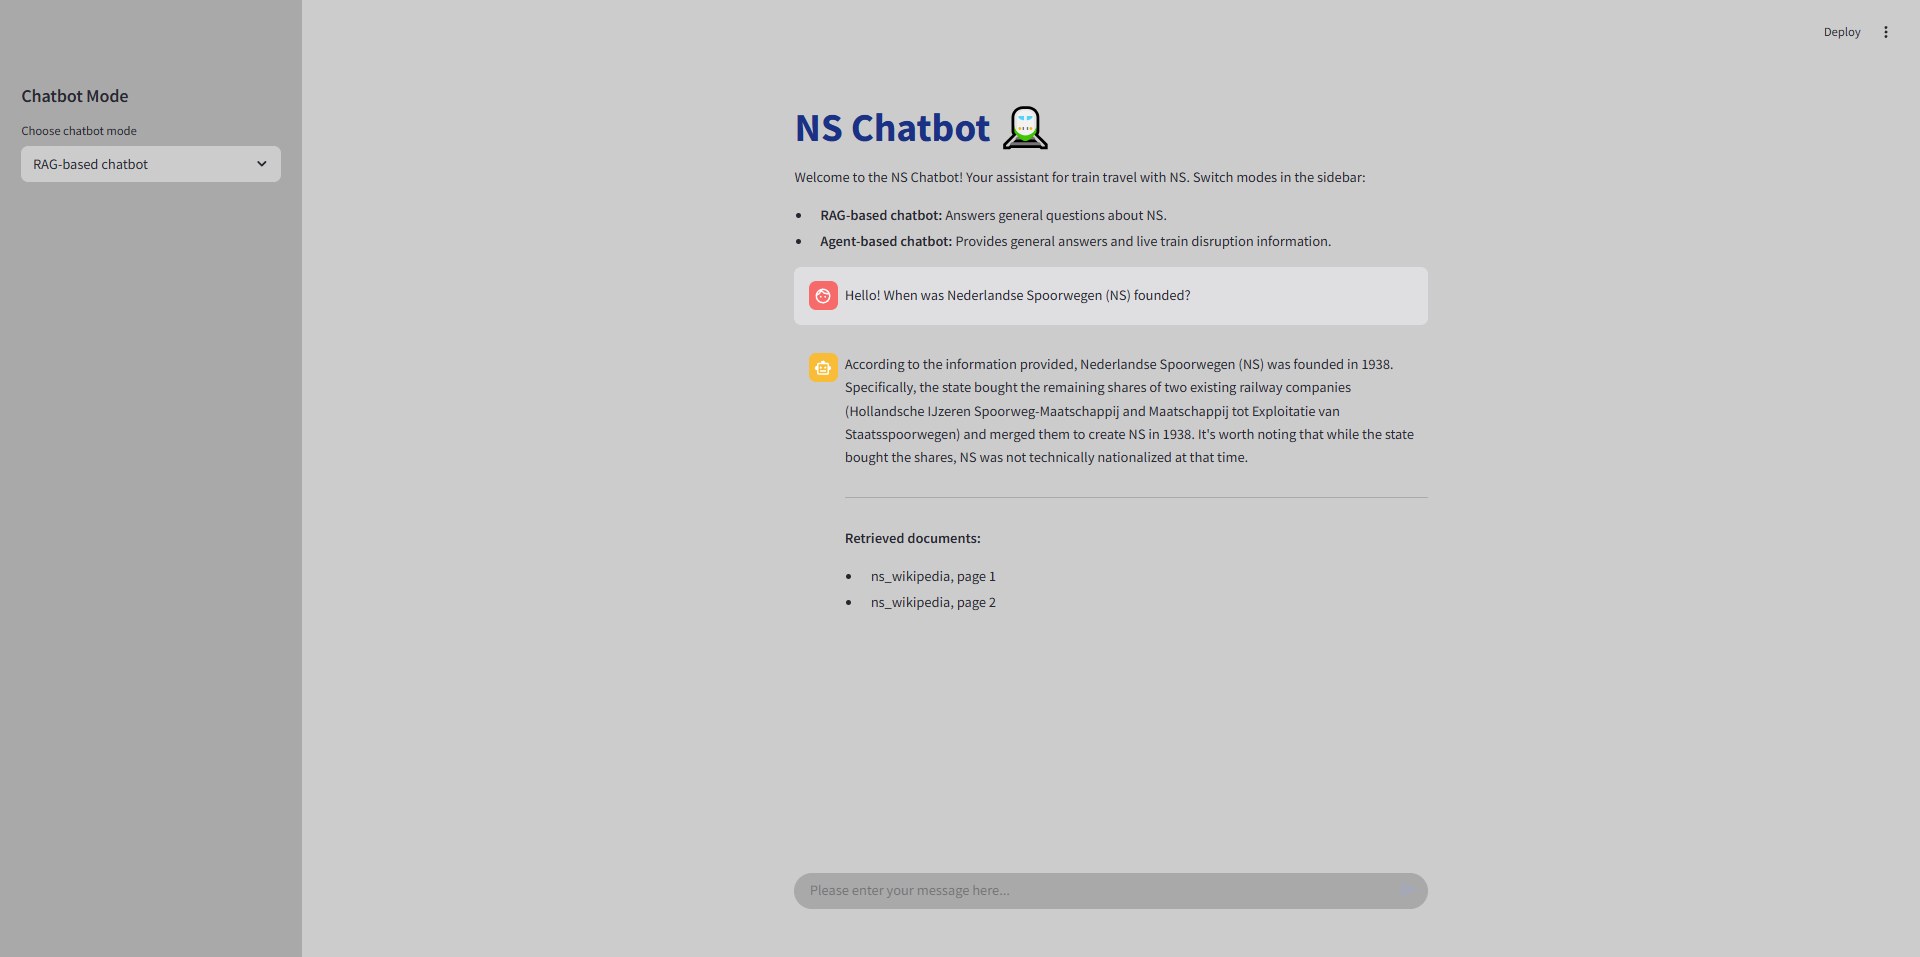 Deploy
Chatbot Mode
Choose chatbot mode
RAG-based chatbot
NS Chatbot
Welcome to the NS Chatbot! Your assistant for train travel with NS. Switch modes in the sidebar:
RAG-based chatbot: Answers general questions about NS.
Agent-based chatbot: Provides general answers and live train disruption information.
Hello! When was Nederlandse Spoorwegen (NS) founded?
According to the information provided, Nederlandse Spoorwegen (NS) was founded in 1938.
Specifically, the state bought the remaining shares of two existing railway companies
(Hollandsche IJzeren Spoorweg-Maatschappij and Maatschappij tot Exploitatie van
Staatsspoorwegen) and merged them to create NS in 1938. It's worth noting that while the state
bought the shares, NS was not technically nationalized at that time.
Retrieved documents:
ns_wikipedia, page 1
ns_wikipedia, page 2
Please enter your message here...